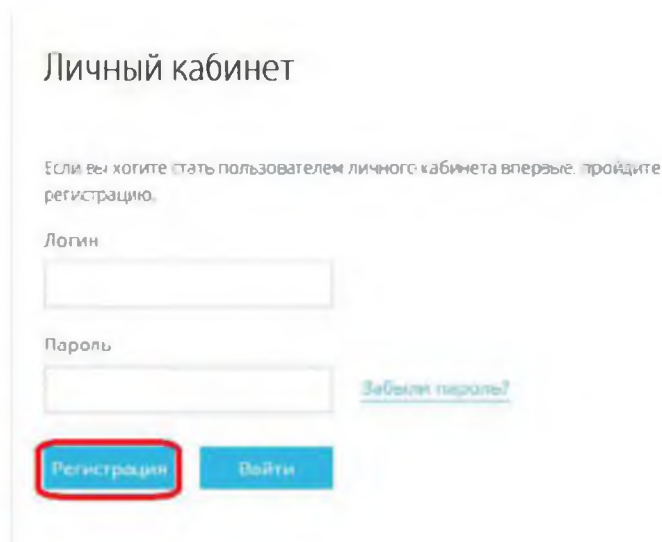 Личный кабинет
Если вы хотите стать пользователем личного кабинета впервые, пройдите
регистрацию.
Логин
Пароль
Забыли пароль?
Регистрация Войти